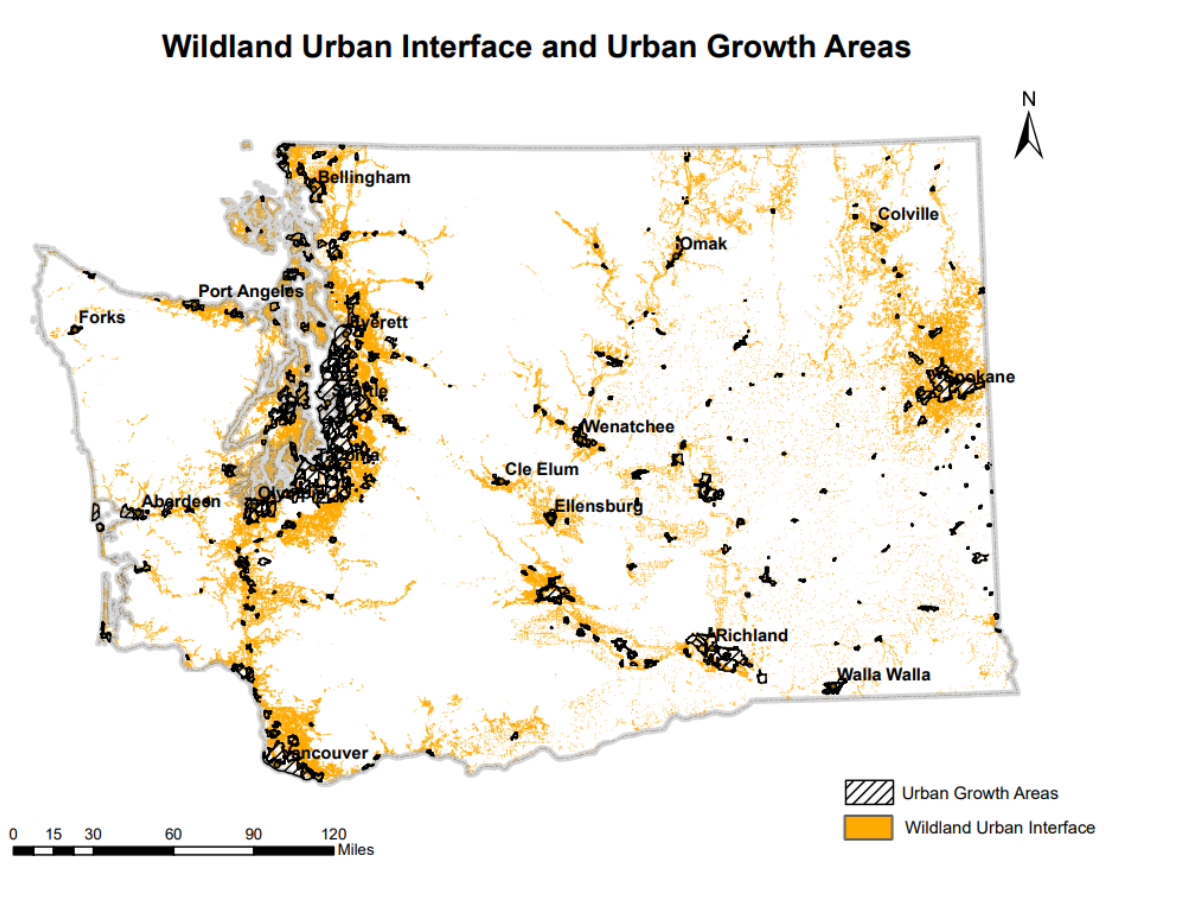 Wildland Urban Interface and Urban Growth Areas
N
Bellingham
Colville
Omak
Port Angeles
Forks
Everett
Spokane
Wenatchee
Cle Elum
Aberdeen
Ellensburg
Richland
Walla Walla
Vancouver
Urban Growth Areas
Wildland Urban Interface
0 15 30 60 90 120
Miles